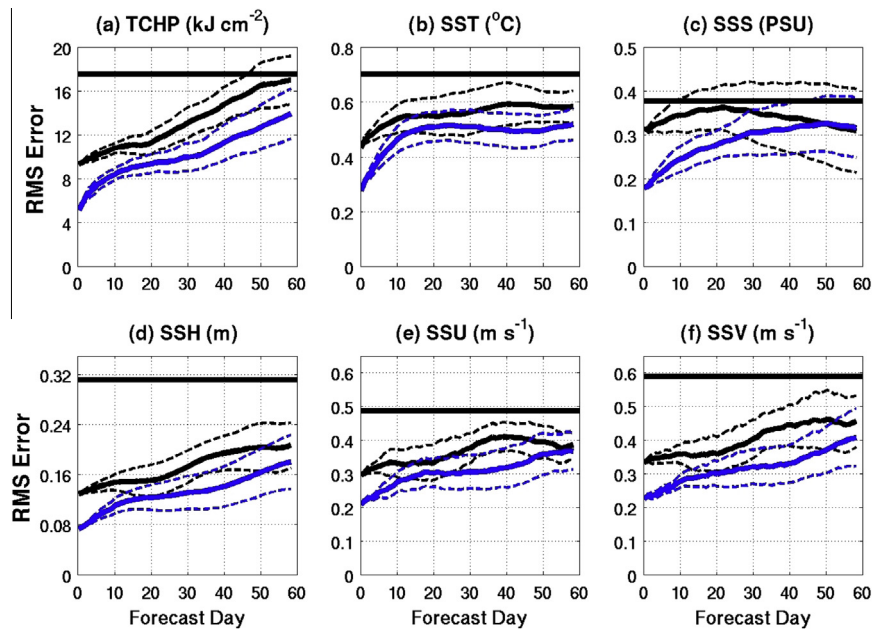 (a) TCHP (kJ cm⁻²)
(b) SST (°C)
(c) SSS (PSU)
RMS Error
20
16
12
8
4
0
0 10 20 30 40 50 60
0.8
0.6
0.4
0.2
0
0 10 20 30 40 50 60
0.5
0.4
0.3
0.2
0.1
0
0 10 20 30 40 50 60
(d) SSH (m)
(e) SSU (m s⁻¹)
(f) SSV (m s⁻¹)
RMS Error
0.32
0.24
0.16
0.08
0
0 10 20 30 40 50 60
Forecast Day
0.6
0.5
0.4
0.3
0.2
0.1
0
0 10 20 30 40 50 60
Forecast Day
0.6
0.5
0.4
0.3
0.2
0.1
0
0 10 20 30 40 50 60
Forecast Day